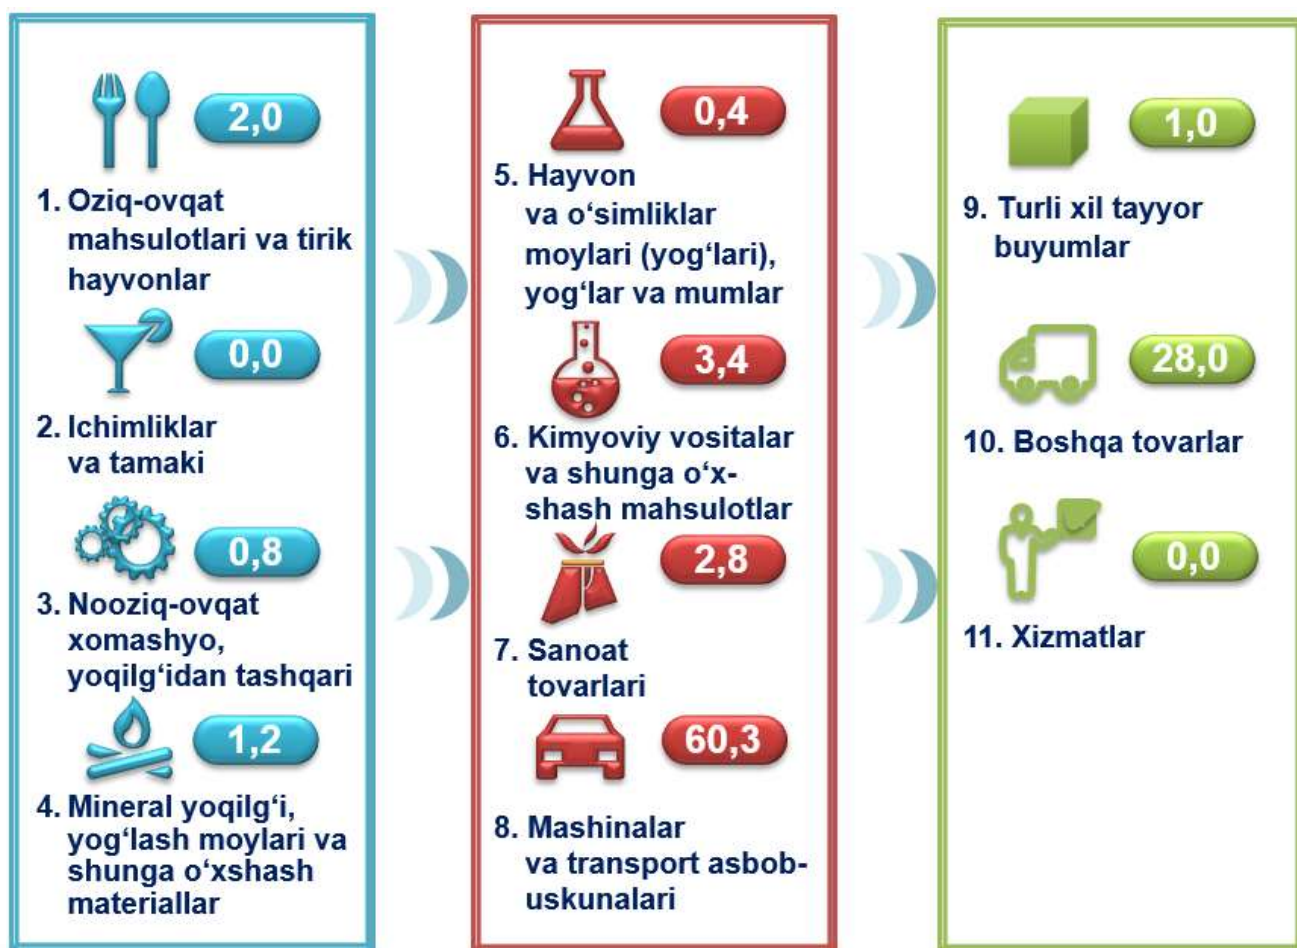 2,0
1. Oziq-ovqat
mahsulotlari va tirik
hayvonlar
0,0
2. Ichimliklar
va tamaki
0,8
3. Nooziq-ovqat
xomashyo,
yoqilg‘idan tashqari
1,2
4. Mineral yoqilg‘i,
yog‘lash moylari va
shunga o‘xshash
materiallar
0,4
5. Hayvon
va o‘simliklar
moylari (yog‘lari),
yog‘lar va mumlar
3,4
6. Kimyoviy vositalar
va shunga o‘x-
shash mahsulotlar
2,8
7. Sanoat
tovarlari
60,3
8. Mashinalar
va transport asbob-
uskunalari
1,0
9. Turli xil tayyor
buyumlar
28,0
10. Boshqa tovarlar
0,0
11. Xizmatlar